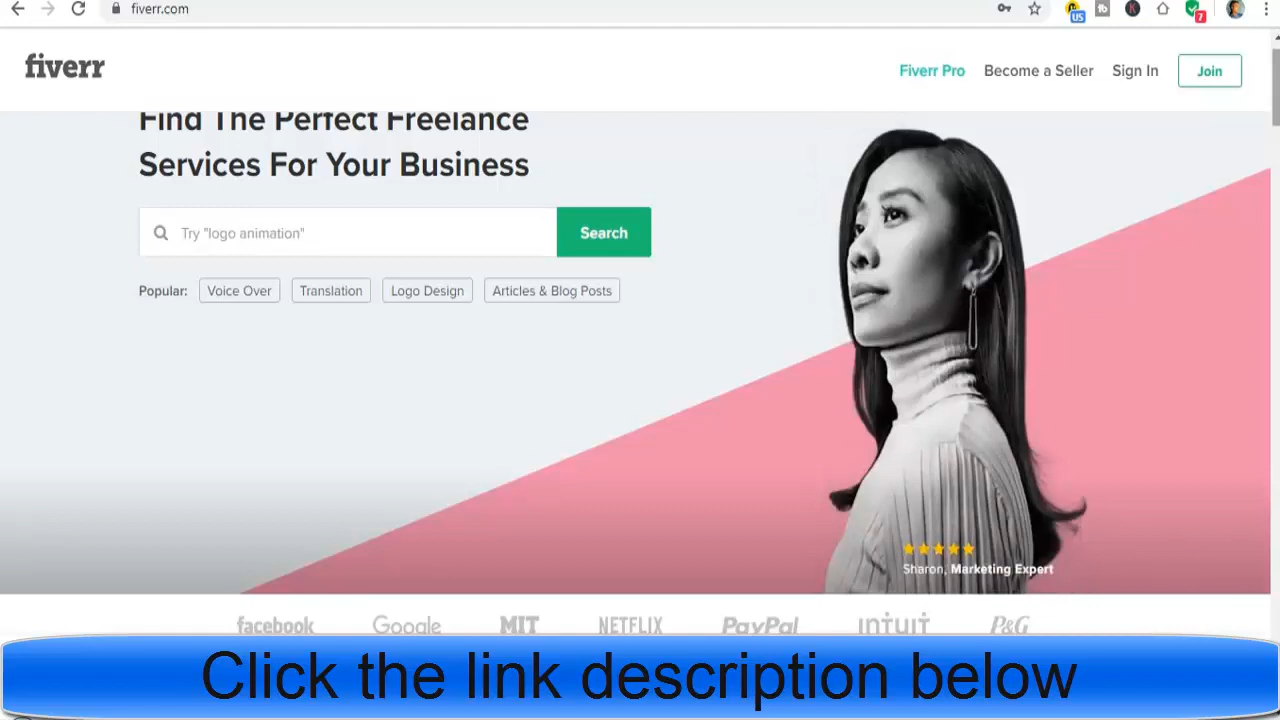 fiverr.com
US
7
fiverr
Fiverr Pro
Become a Seller
Sign In
Join
Find The Perfect Freelance
Services For Your Business
Try "logo animation"
Search
Popular:
Voice Over
Translation
Logo Design
Articles & Blog Posts
Sharon, Marketing Expert
facebook
Google
MIT
NETFLIX
PayPal
intuit
P&G
Click the link description below